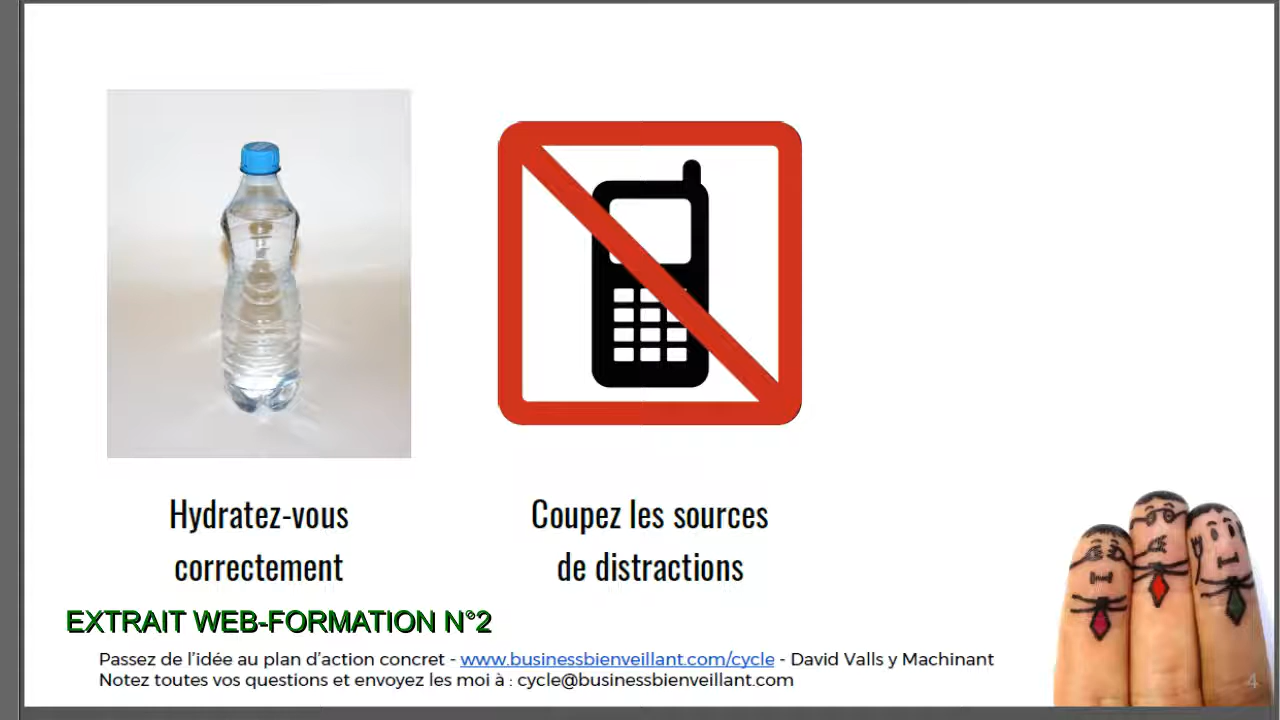 Hydratez-vous
correctement
Coupez les sources
de distractions
EXTRAIT WEB-FORMATION N°2
Passez de l'idée au plan d'action concret - www.businessbienveillant.com/cycle - David Valls y Machinant
Notez toutes vos questions et envoyez les moi à : cycle@businessbienveillant.com
4